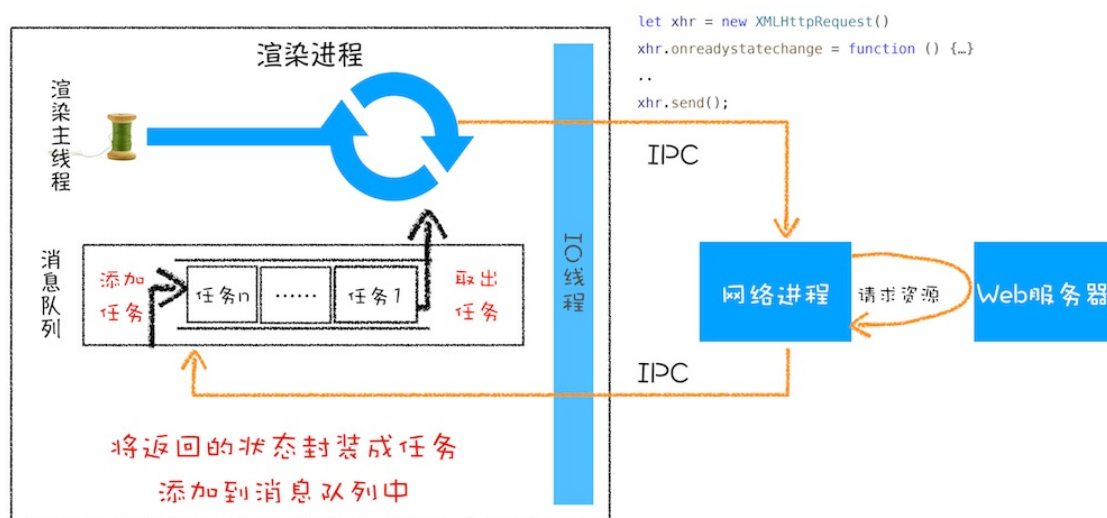 let xhr = new XMLHttpRequest()
xhr.onreadystatechange = function () {…}
..
xhr.send();
渲染进程
渲染主线程
IPC
IO线程
消息队列
添加
任务
任务n
……
任务1
取出
任务
网络进程
请求资源
Web服务器
IPC
将返回的状态封装成任务
添加到消息队列中